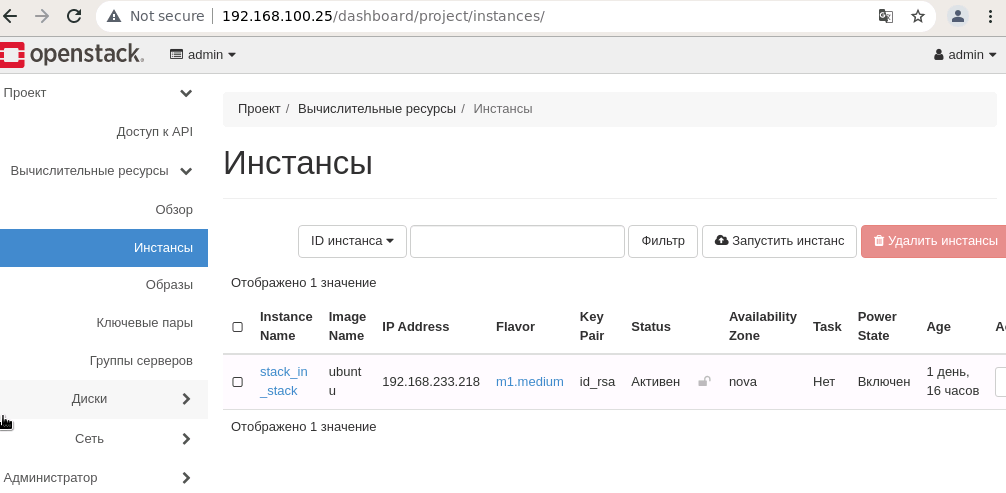 Not secure 192.168.100.25/dashboard/project/instances/
openstack. admin admin
Проект
Доступ к API
Вычислительные ресурсы
Обзор
Инстансы
Образы
Ключевые пары
Группы серверов
Диски
Сеть
Администратор
Проект / Вычислительные ресурсы / Инстансы
Инстансы
ID инстанса Фильтр Запустить инстанс Удалить инстансы
Отображено 1 значение
Instance Image IP Address Flavor Key Status Availability Task Power Age
Name Name Pair Zone State
stack_in ubunt 192.168.233.218 m1.medium id_rsa Активен nova Нет Включен 1 день,
_stack u 16 часов
Отображено 1 значение